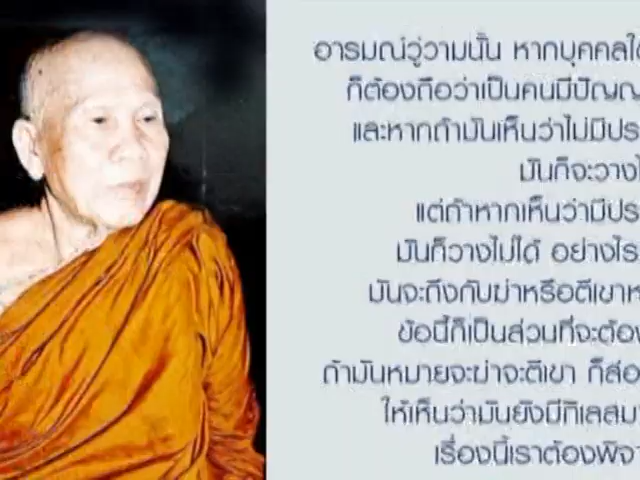 อารมณ์วู่วามนั้น หากบุคคลใด
ก็ต้องถือว่าเป็นคนมีปัญญ
และหากถ้ามันเห็นว่าไม่มีประ
มันก็จะวาง
แต่ถ้าหากเห็นว่ามีประ
มันก็วางไม่ได้ อย่างไร
มันจะถึงกับฆ่าหรือตีเขาห
ข้อนี้ก็เป็นส่วนที่จะต้อง
ถ้ามันหมายจะฆ่าจะตีเขา ก็ส่อ
ให้เห็นว่ามันยังมีกิเลสม
เรื่องนี้เราต้องพิจา